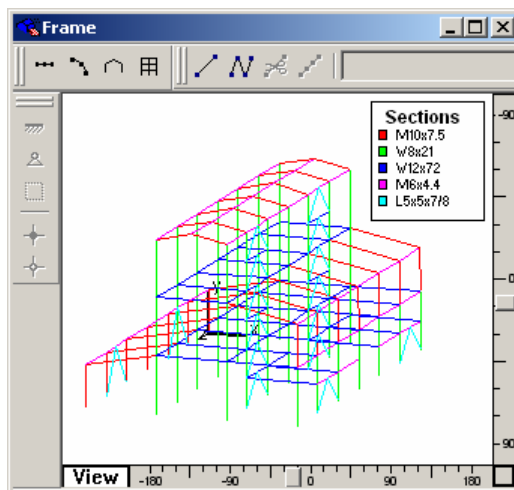 Frame
Sections
M10x7.5
W8x21
W12x72
M6x4.4
L5x5x7/8
-90
0
-90
Y
X
Z
View
-180
-90
0
90
180